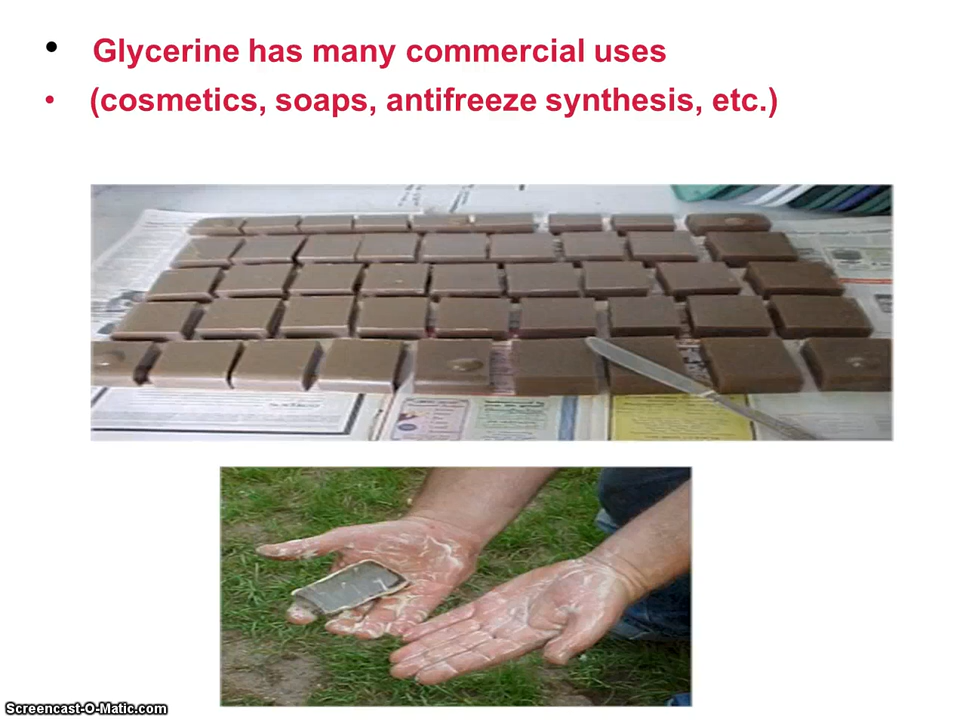 • Glycerine has many commercial uses
• (cosmetics, soaps, antifreeze synthesis, etc.)
Screencast-O-Matic.com